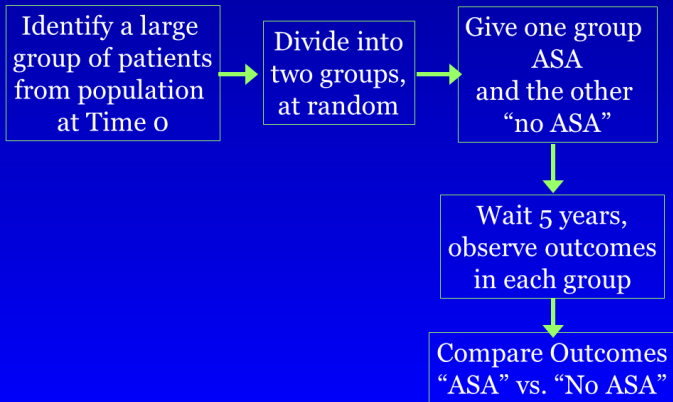 Identify a large
group of patients
from population
at Time 0
Divide into
two groups,
at random
Give one group
ASA
and the other
“no ASA”
Wait 5 years,
observe outcomes
in each group
Compare Outcomes
“ASA” vs. “No ASA”